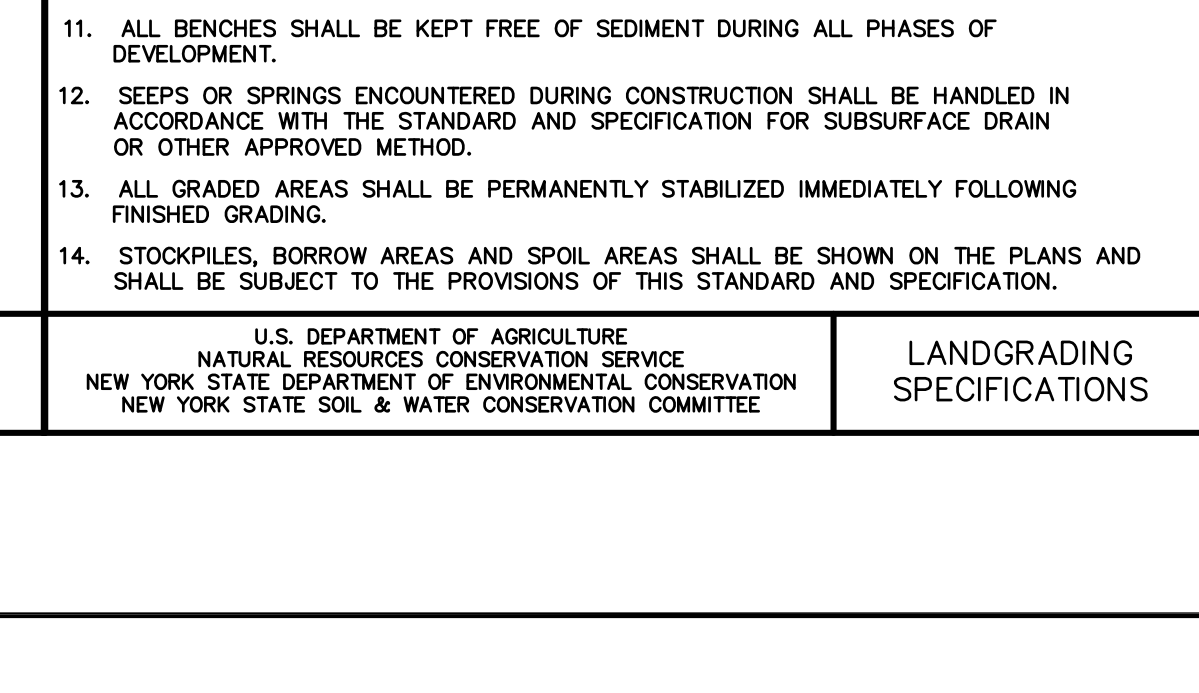 11. ALL BENCHES SHALL BE KEPT FREE OF SEDIMENT DURING ALL PHASES OF
DEVELOPMENT.
12. SEEPS OR SPRINGS ENCOUNTERED DURING CONSTRUCTION SHALL BE HANDLED IN
ACCORDANCE WITH THE STANDARD AND SPECIFICATION FOR SUBSURFACE DRAIN
OR OTHER APPROVED METHOD.
13. ALL GRADED AREAS SHALL BE PERMANENTLY STABILIZED IMMEDIATELY FOLLOWING
FINISHED GRADING.
14. STOCKPILES, BORROW AREAS AND SPOIL AREAS SHALL BE SHOWN ON THE PLANS AND
SHALL BE SUBJECT TO THE PROVISIONS OF THIS STANDARD AND SPECIFICATION.
U.S. DEPARTMENT OF AGRICULTURE
NATURAL RESOURCES CONSERVATION SERVICE
NEW YORK STATE DEPARTMENT OF ENVIRONMENTAL CONSERVATION
NEW YORK STATE SOIL & WATER CONSERVATION COMMITTEE
LANDGRADING
SPECIFICATIONS